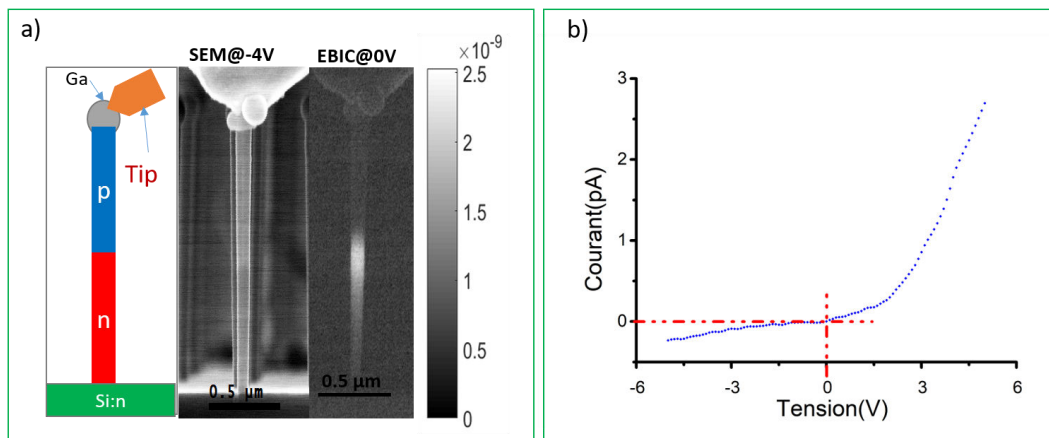 a)
SEM@-4V
EBIC@0V
×10⁻⁹
Ga
Tip
p
n
Si:n
0.5 µm
0.5 µm
2.5
2
1.5
1
0.5
0
b)
Courant(pA)
3
2
1
0
-6
-3
0
3
6
Tension(V)